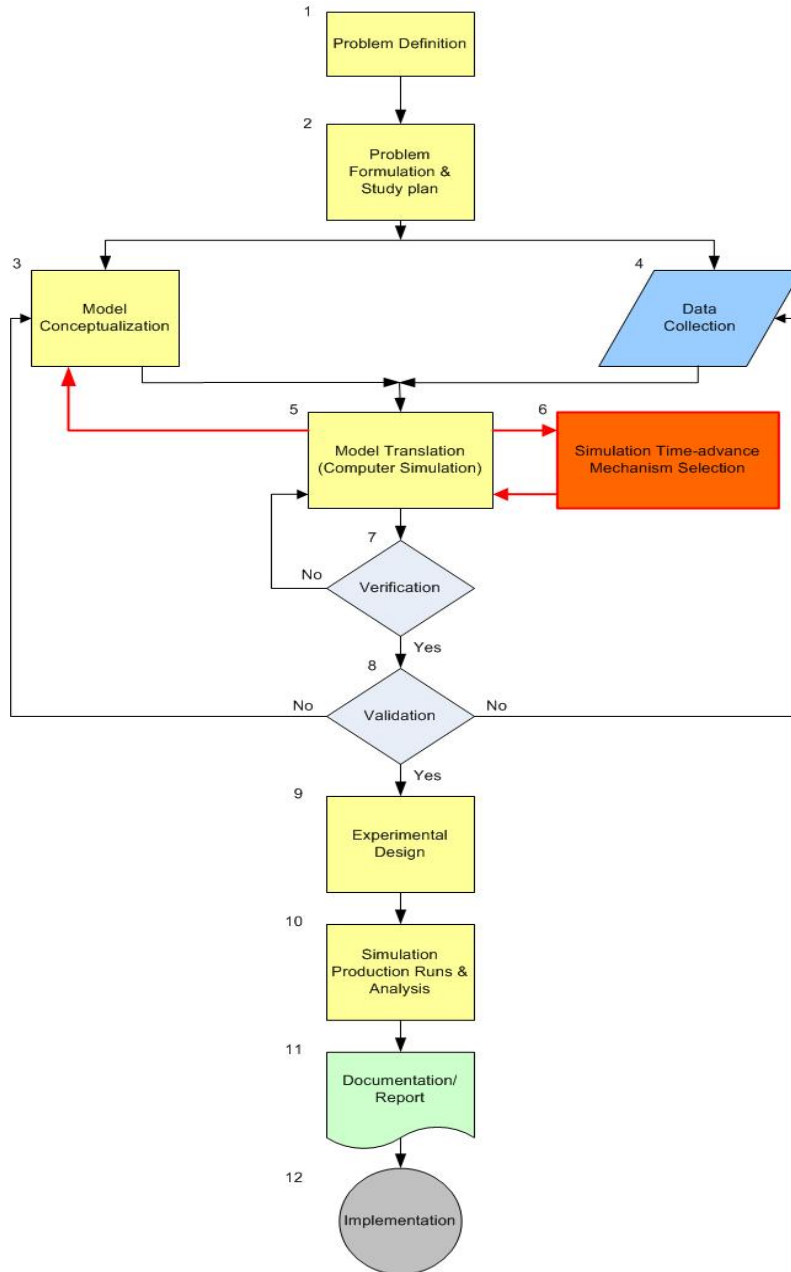 1
Problem Definition
2
Problem
Formulation &
Study plan
3
Model
Conceptualization
4
Data
Collection
5
Model Translation
(Computer Simulation)
6
Simulation Time-advance
Mechanism Selection
7
Verification
No
Yes
8
No
Validation
No
Yes
9
Experimental
Design
10
Simulation
Production Runs &
Analysis
11
Documentation/
Report
12
Implementation